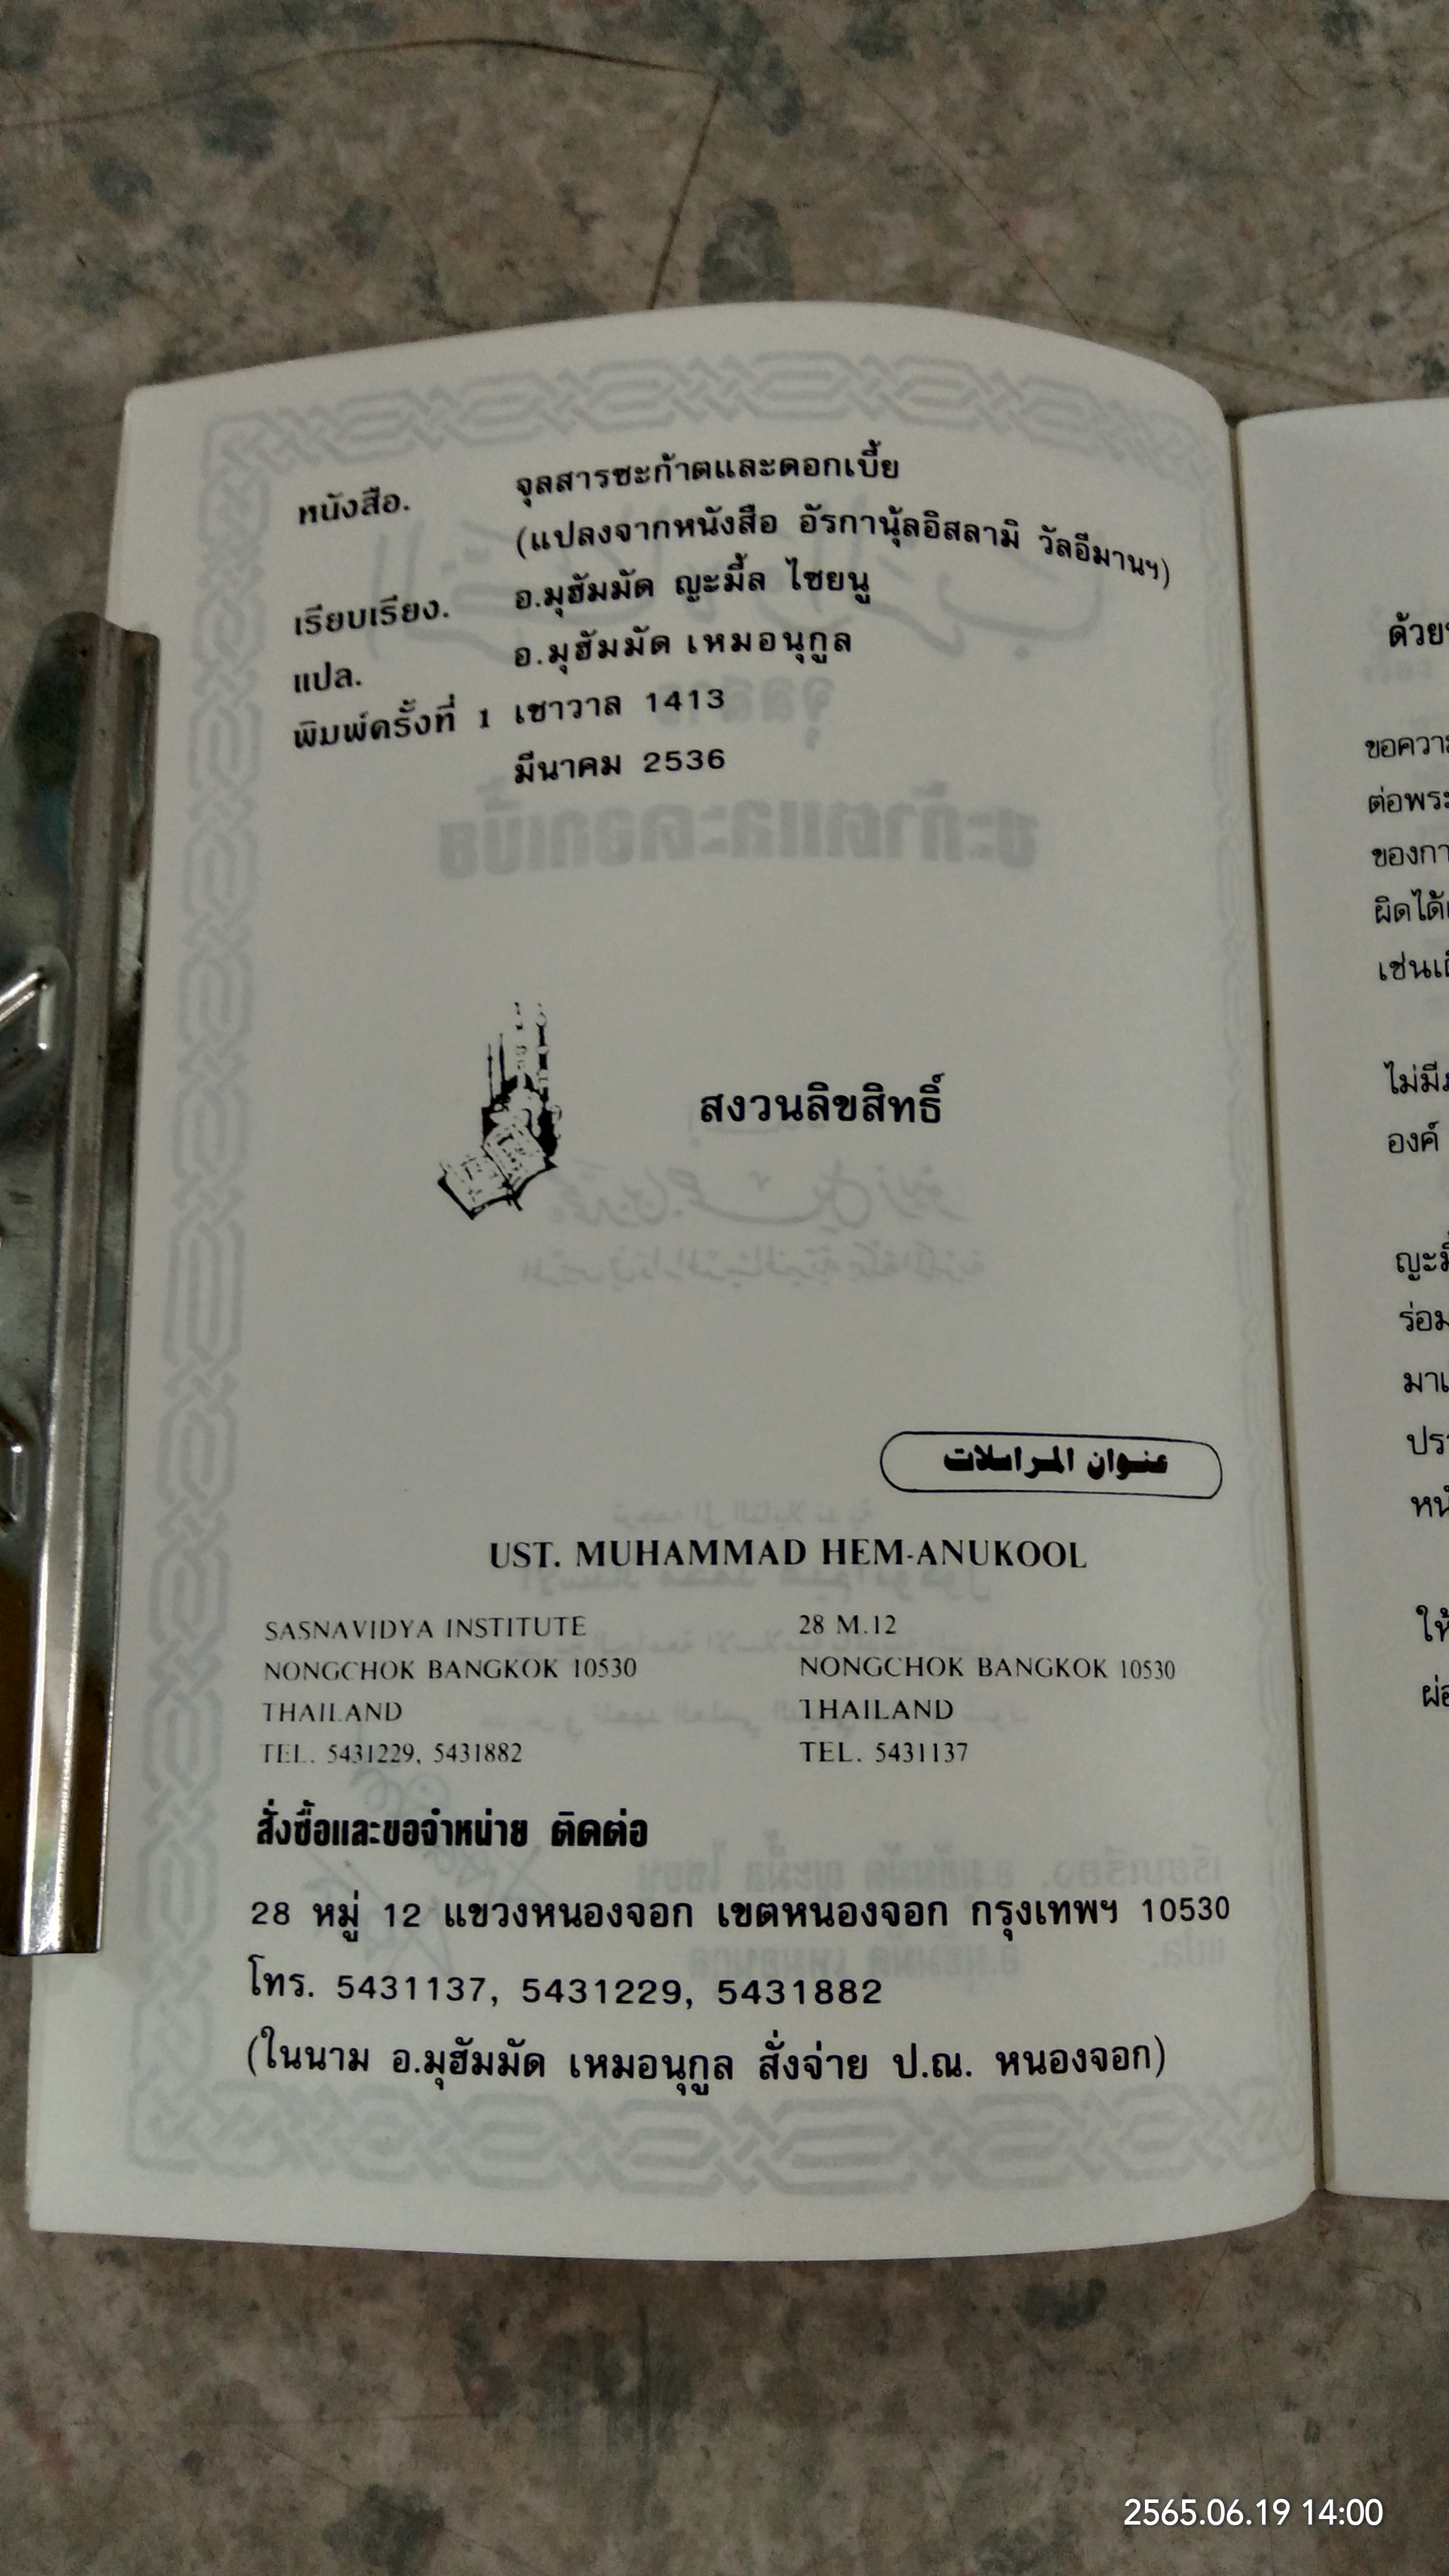 หนังสือ. จุลสารซะก้าตและดอกเบี้ย
(แปลงจากหนังสือ อัรกานุ้ลอิสลามิ วัลอีมานฯ)
เรียบเรียง. อ.มุฮัมมัด ญะมี้ล ไซยนู
แปล. อ.มุฮัมมัด เหมอนุกูล
พิมพ์ครั้งที่ 1 เชาวาล 1413
มีนาคม 2536
สงวนลิขสิทธิ์
عنوان المراسلات
UST. MUHAMMAD HEM-ANUKOOL
SASNAVIDYA INSTITUTE
NONGCHOK BANGKOK 10530
THAILAND
TEL. 5431229, 5431882
28 M.12
NONGCHOK BANGKOK 10530
THAILAND
TEL. 5431137
สั่งซื้อและขอจำหน่าย ติดต่อ
28 หมู่ 12 แขวงหนองจอก เขตหนองจอก กรุงเทพฯ 10530
โทร. 5431137, 5431229, 5431882
(ในนาม อ.มุฮัมมัด เหมอนุกูล สั่งจ่าย ป.ณ. หนองจอก)
2565.06.19 14:00